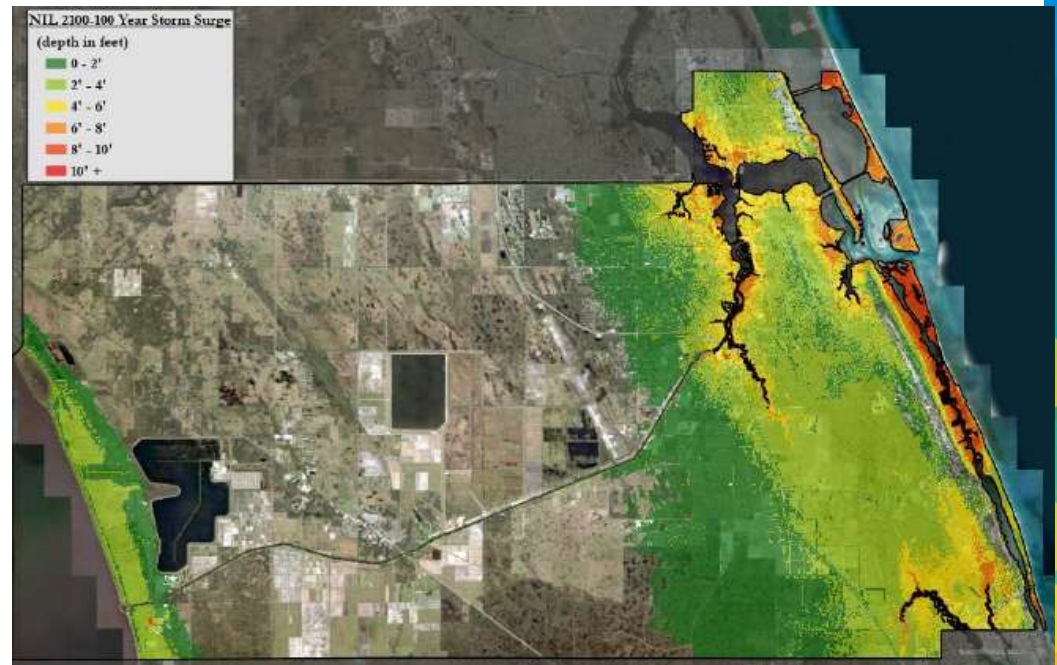 NIL 2100-100 Year Storm Surge
(depth in feet)
0 - 2'
2' - 4'
4' - 6'
6' - 8'
8' - 10'
10' +